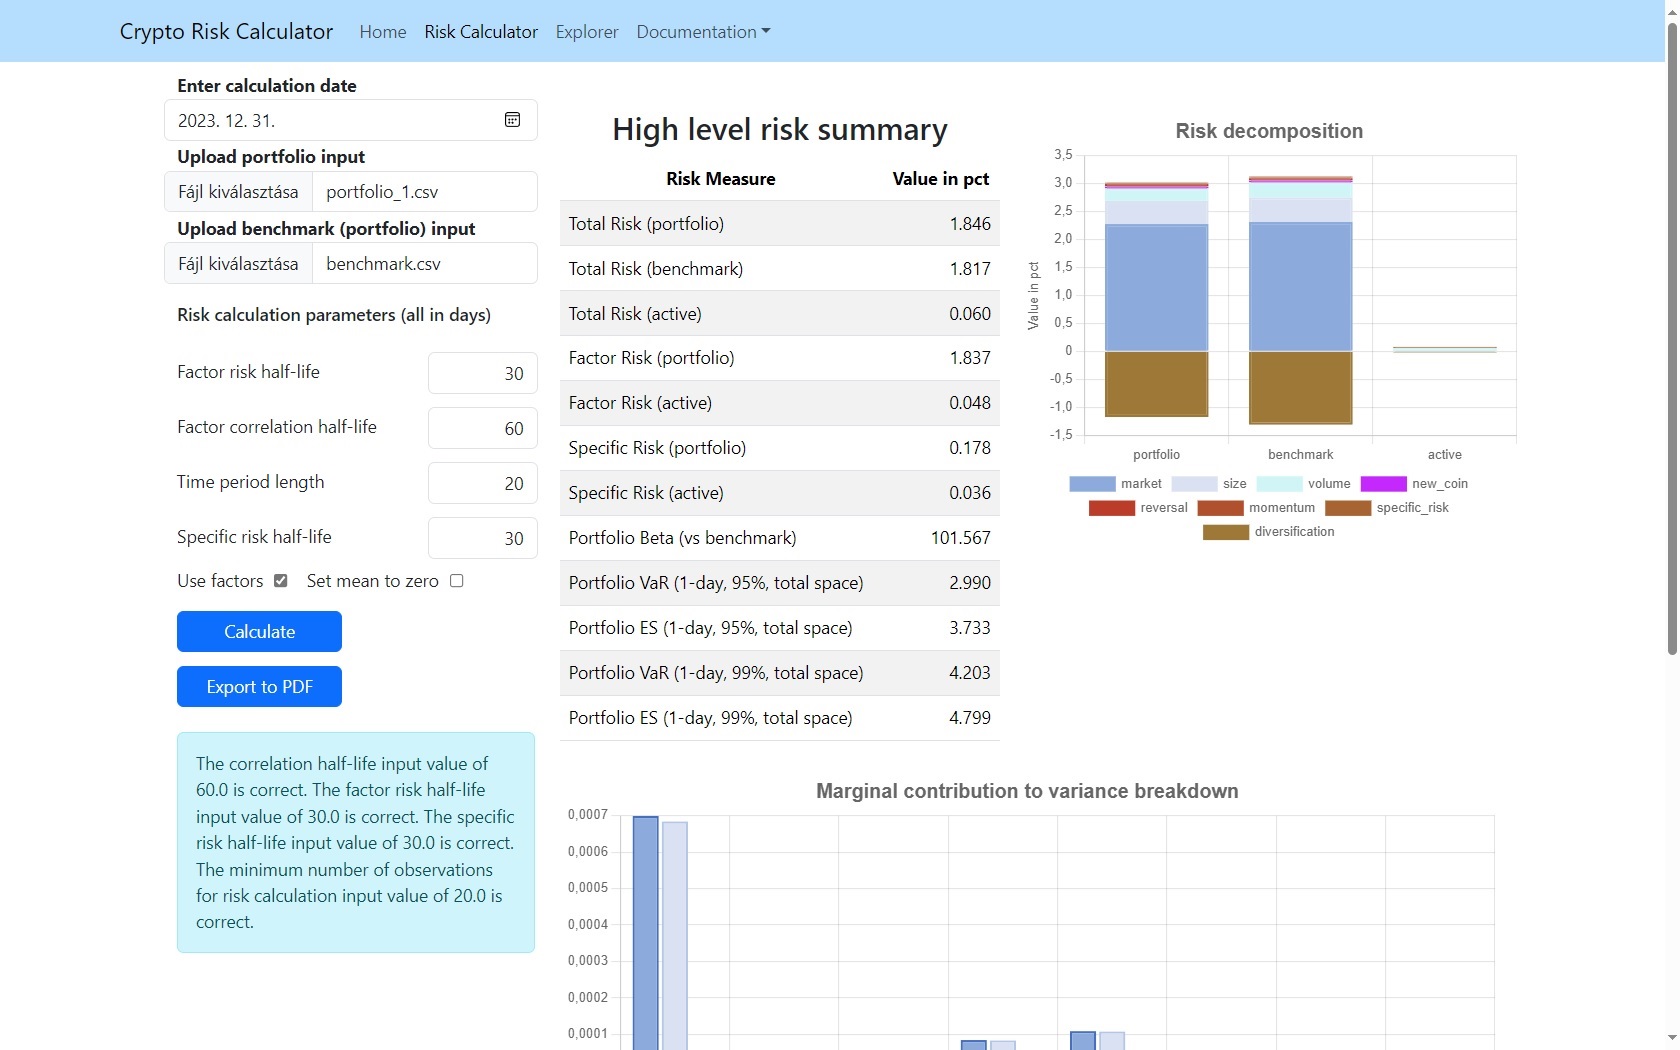 Crypto Risk Calculator Home Risk Calculator Explorer Documentation
Enter calculation date
2023. 12. 31.
Upload portfolio input
Fájl kiválasztása portfolio_1.csv
Upload benchmark (portfolio) input
Fájl kiválasztása benchmark.csv
Risk calculation parameters (all in days)
Factor risk half-life 30
Factor correlation half-life 60
Time period length 20
Specific risk half-life 30
Use factors Set mean to zero
Calculate
Export to PDF
The correlation half-life input value of
60.0 is correct. The factor risk half-life
input value of 30.0 is correct. The specific
risk half-life input value of 30.0 is correct.
The minimum number of observations
for risk calculation input value of 20.0 is
correct.
High level risk summary
Risk Measure Value in pct
Total Risk (portfolio) 1.846
Total Risk (benchmark) 1.817
Total Risk (active) 0.060
Factor Risk (portfolio) 1.837
Factor Risk (active) 0.048
Specific Risk (portfolio) 0.178
Specific Risk (active) 0.036
Portfolio Beta (vs benchmark) 101.567
Portfolio VaR (1-day, 95%, total space) 2.990
Portfolio ES (1-day, 95%, total space) 3.733
Portfolio VaR (1-day, 99%, total space) 4.203
Portfolio ES (1-day, 99%, total space) 4.799
Risk decomposition
Value in pct
3,5
3,0
2,5
2,0
1,5
1,0
0,5
0
-0,5
-1,0
-1,5
portfolio benchmark active
market size volume new_coin
reversal momentum specific_risk
diversification
Marginal contribution to variance breakdown
0,0007
0,0006
0,0005
0,0004
0,0003
0,0002
0,0001